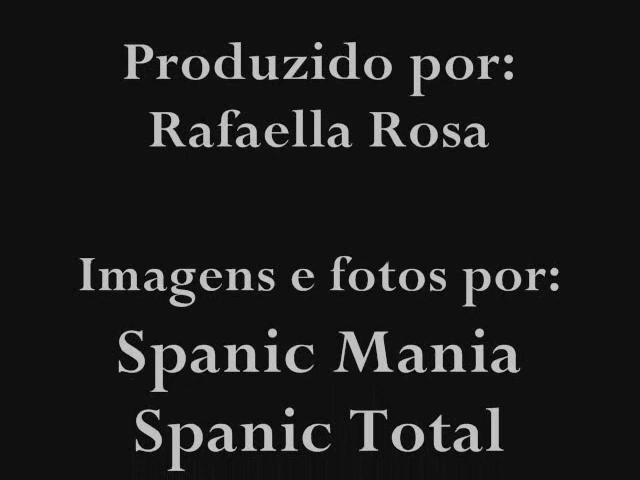 Produzido por:
Rafaella Rosa
Imagens e fotos por:
Spanic Mania
Spanic Total